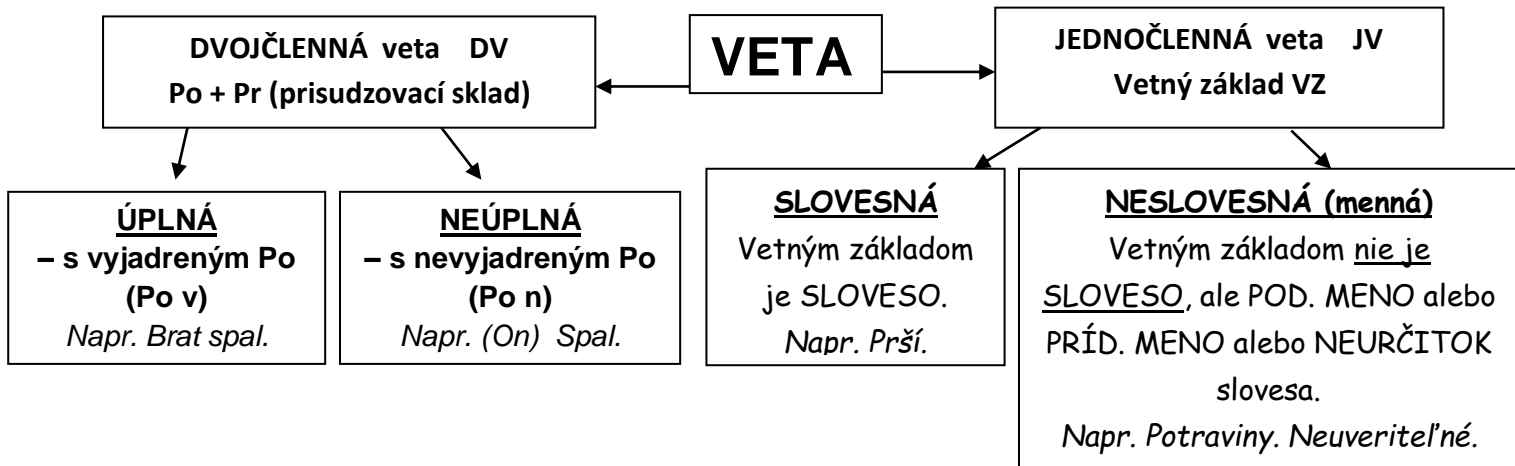 VETA
DVOJČLENNÁ veta DV
Po + Pr (prisudzovací sklad)
JEDNOČLENNÁ veta JV
Vetný základ VZ
ÚPLNÁ
– s vyjadreným Po
(Po v)
Napr. Brat spal.
NEÚPLNÁ
– s nevyjadreným Po
(Po n)
Napr. (On) Spal.
SLOVESNÁ
Vetným základom
je SLOVESO.
Napr. Prší.
NESLOVESNÁ (menná)
Vetným základom nie je
SLOVESO, ale POD. MENO alebo
PRÍD. MENO alebo NEURČITOK
slovesa.
Napr. Potraviny. Neuveriteľné.